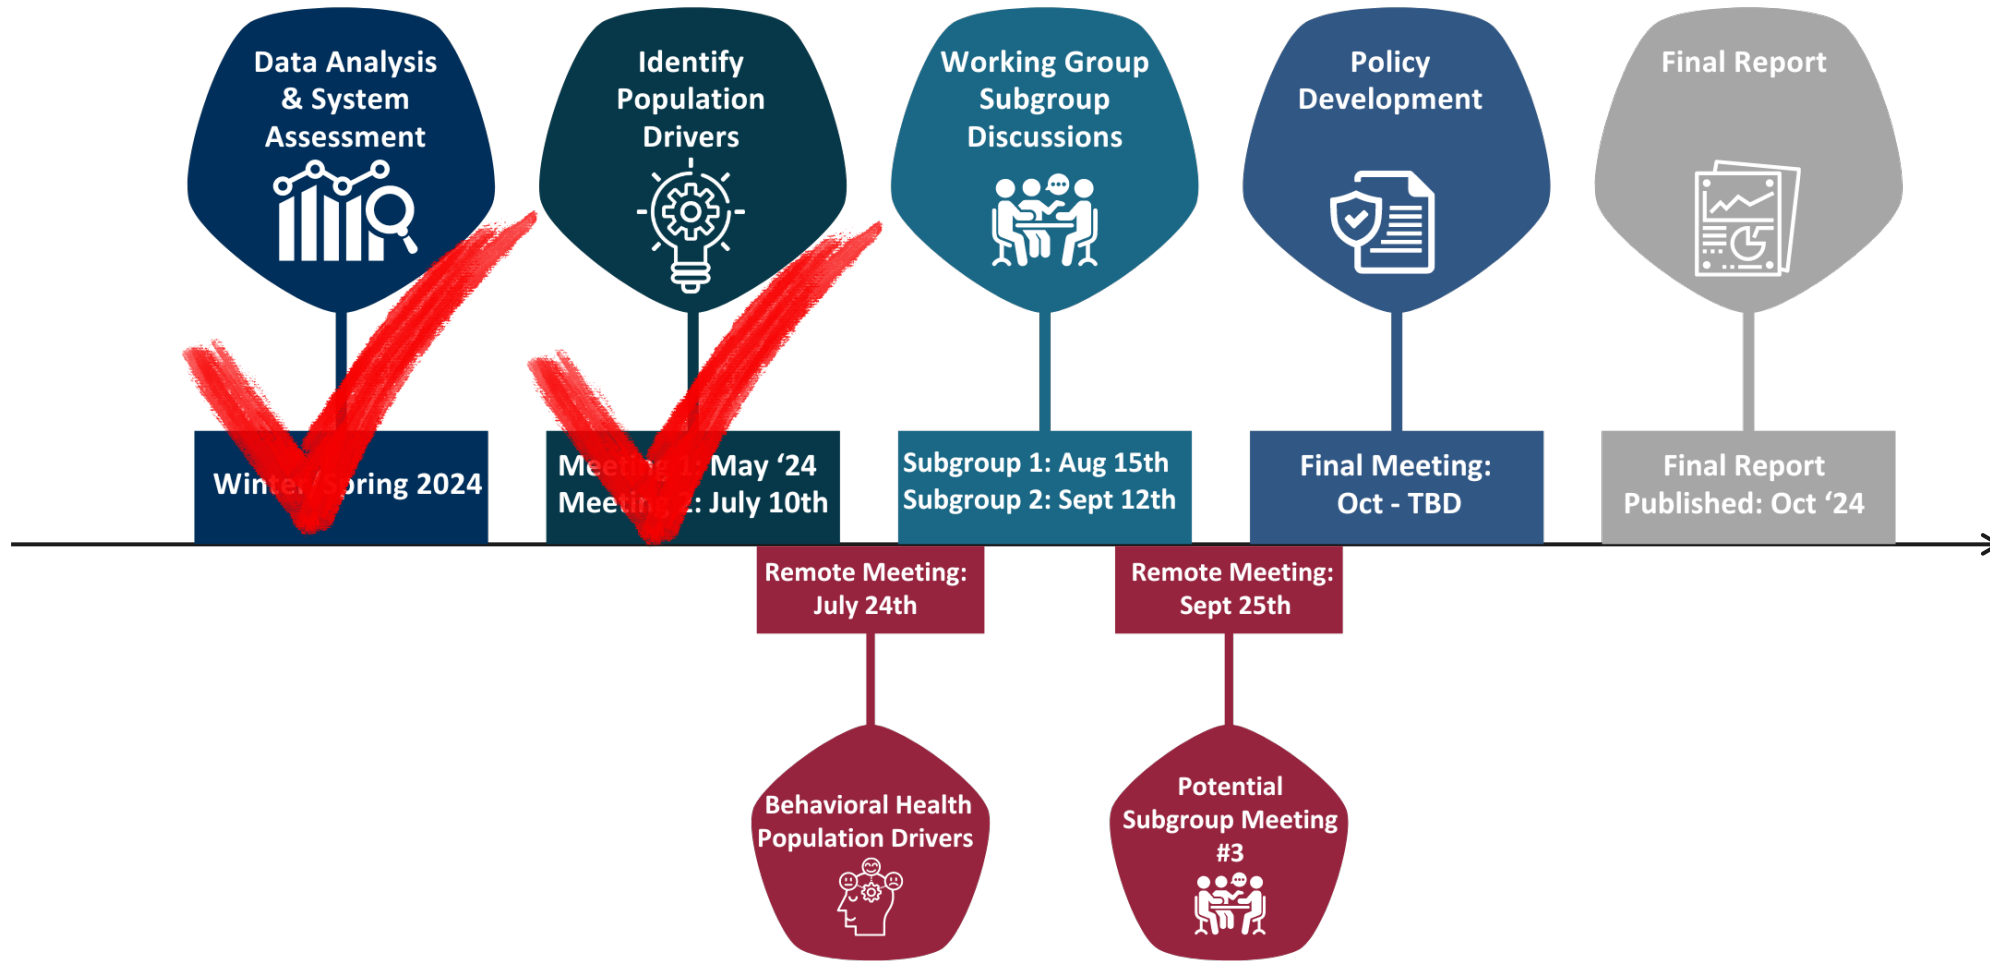 Data Analysis
& System
Assessment
Winter/Spring 2024
Identify
Population
Drivers
Meeting 1: May ‘24
Meeting 2: July 10th
Working Group
Subgroup
Discussions
Subgroup 1: Aug 15th
Subgroup 2: Sept 12th
Policy
Development
Final Meeting:
Oct - TBD
Final Report
Final Report
Published: Oct ‘24
Remote Meeting:
July 24th
Behavioral Health
Population Drivers
Remote Meeting:
Sept 25th
Potential
Subgroup Meeting
#3